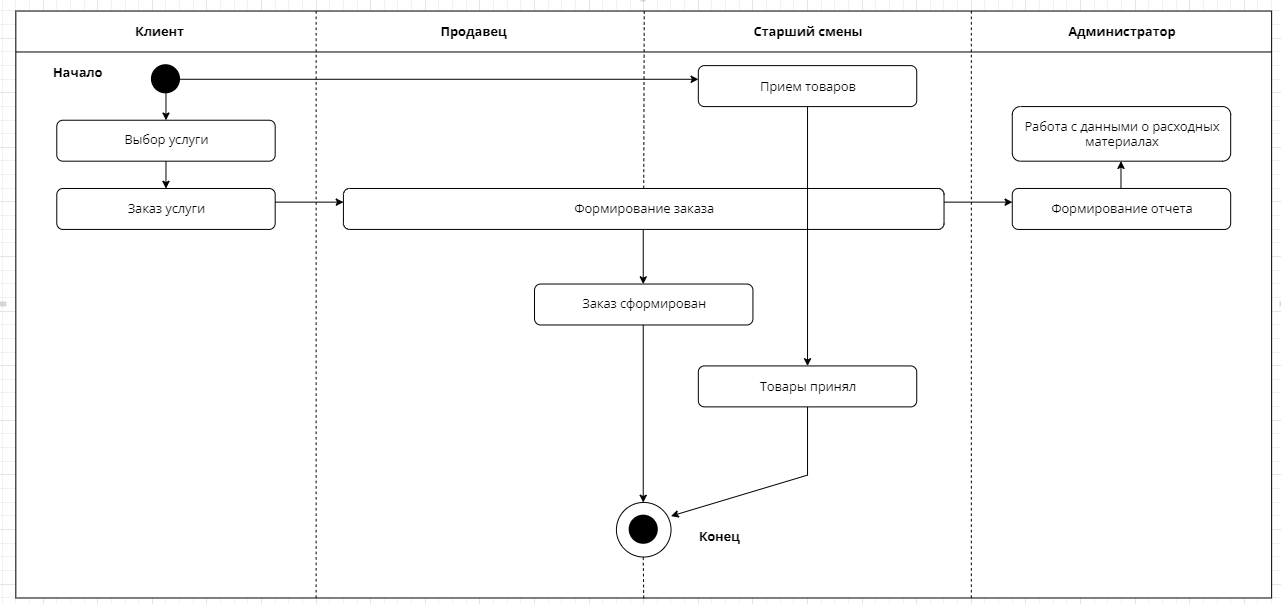 Клиент
Продавец
Старший смены
Администратор
Начало
Прием товаров
Выбор услуги
Работа с данными о расходных
материалах
Заказ услуги
Формирование заказа
Формирование отчета
Заказ сформирован
Товары принял
Конец